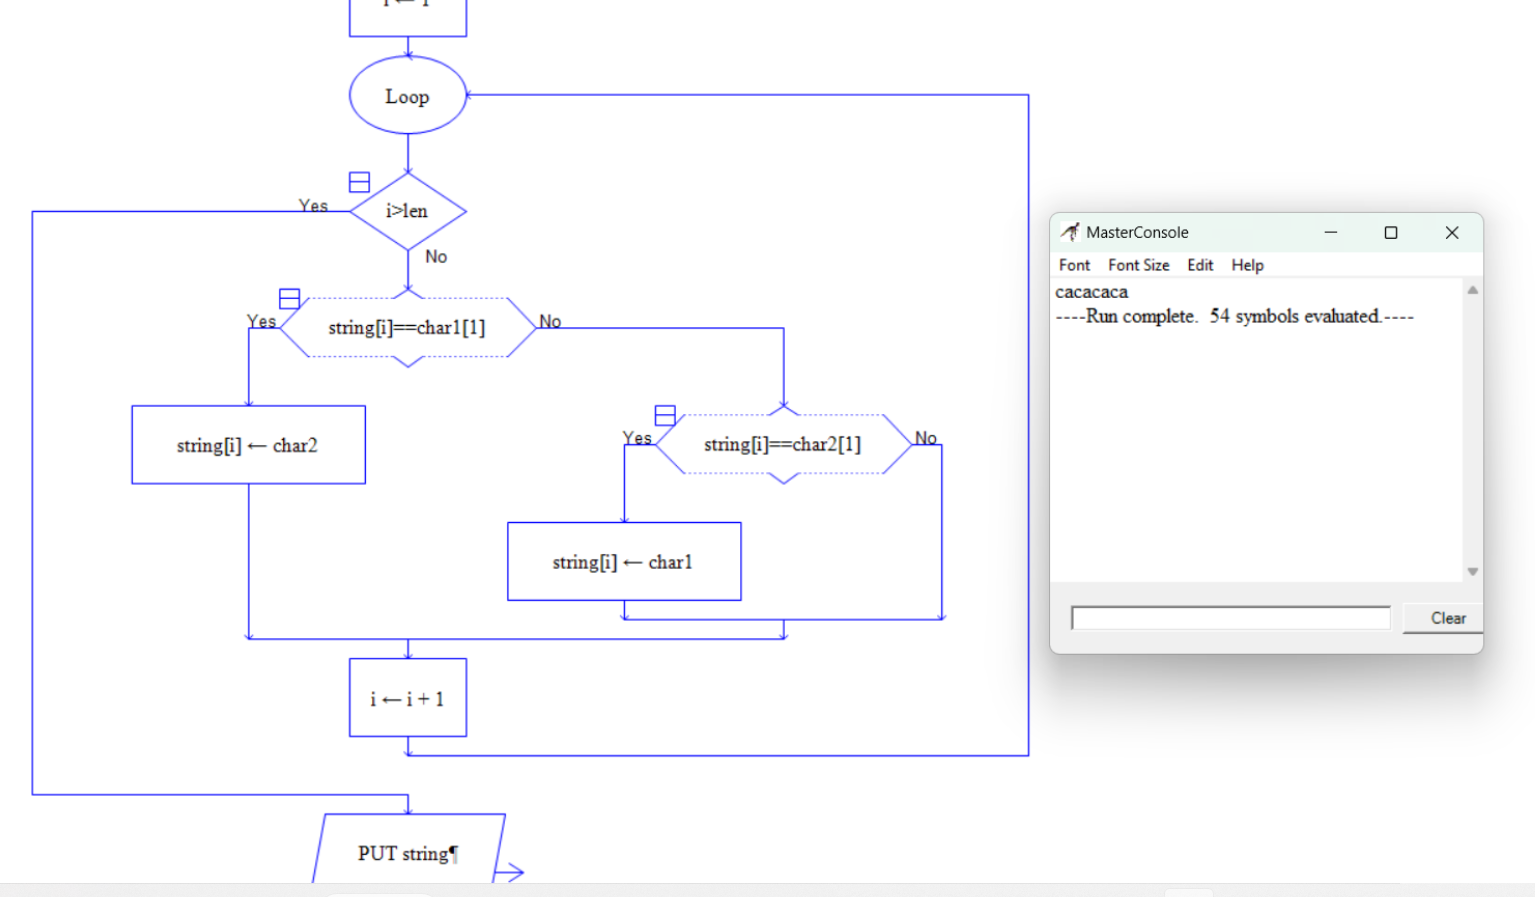 Loop
Yes
i>len
No
Yes
string[i]==char1[1]
No
string[i] ← char2
Yes
string[i]==char2[1]
No
string[i] ← char1
i ← i + 1
PUT string¶
MasterConsole
Font Font Size Edit Help
cacacaca
----Run complete.  54 symbols evaluated.----
Clear